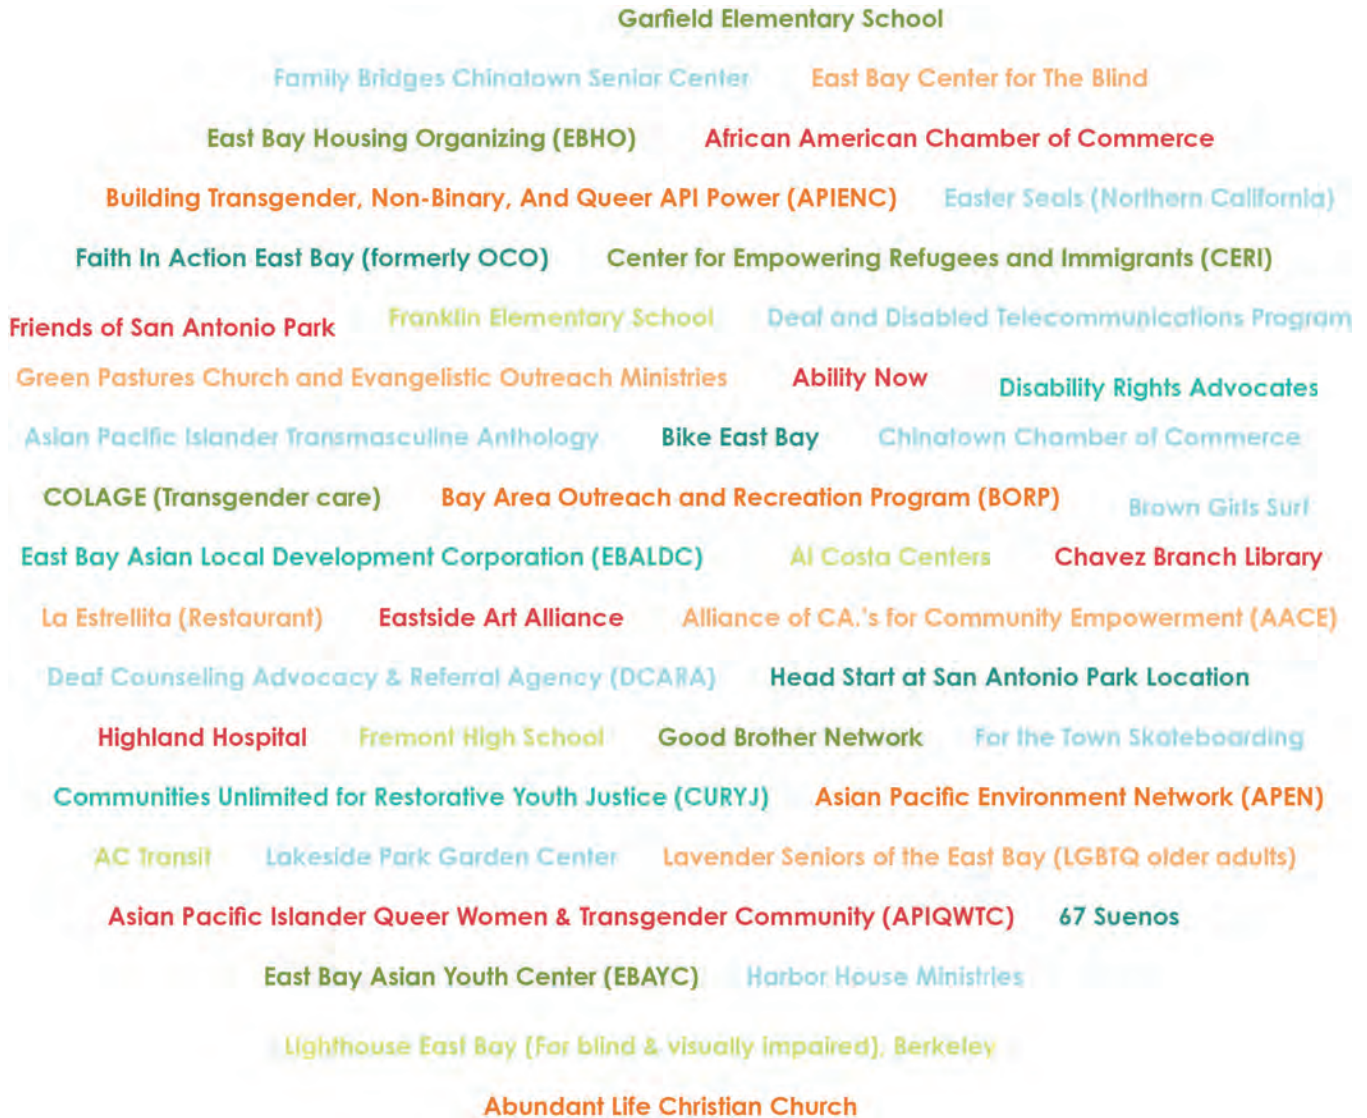 Garfield Elementary School
Family Bridges Chinatown Senior Center East Bay Center for The Blind
East Bay Housing Organizing (EBHO) African American Chamber of Commerce
Building Transgender, Non-Binary, And Queer API Power (APIENC) Easter Seals (Northern California)
Faith In Action East Bay (formerly OCO) Center for Empowering Refugees and Immigrants (CERI)
Friends of San Antonio Park Franklin Elementary School Deaf and Disabled Telecommunications Program
Green Pastures Church and Evangelistic Outreach Ministries Ability Now Disability Rights Advocates
Asian Pacific Islander Transmasculine Anthology Bike East Bay Chinatown Chamber of Commerce
COLAGE (Transgender care) Bay Area Outreach and Recreation Program (BORP) Brown Girls Surf
East Bay Asian Local Development Corporation (EBALDC) Al Costa Centers Chavez Branch Library
La Estrellita (Restaurant) Eastside Art Alliance Alliance of CA.'s for Community Empowerment (AACE)
Deaf Counseling Advocacy & Referral Agency (DCARA) Head Start at San Antonio Park Location
Highland Hospital Fremont High School Good Brother Network For the Town Skateboarding
Communities Unlimited for Restorative Youth Justice (CURYJ) Asian Pacific Environment Network (APEN)
AC Transit Lakeside Park Garden Center Lavender Seniors of the East Bay (LGBTQ older adults)
Asian Pacific Islander Queer Women & Transgender Community (APIQWTC) 67 Suenos
East Bay Asian Youth Center (EBAYC) Harbor House Ministries
Lighthouse East Bay (For blind & visually impaired), Berkeley
Abundant Life Christian Church